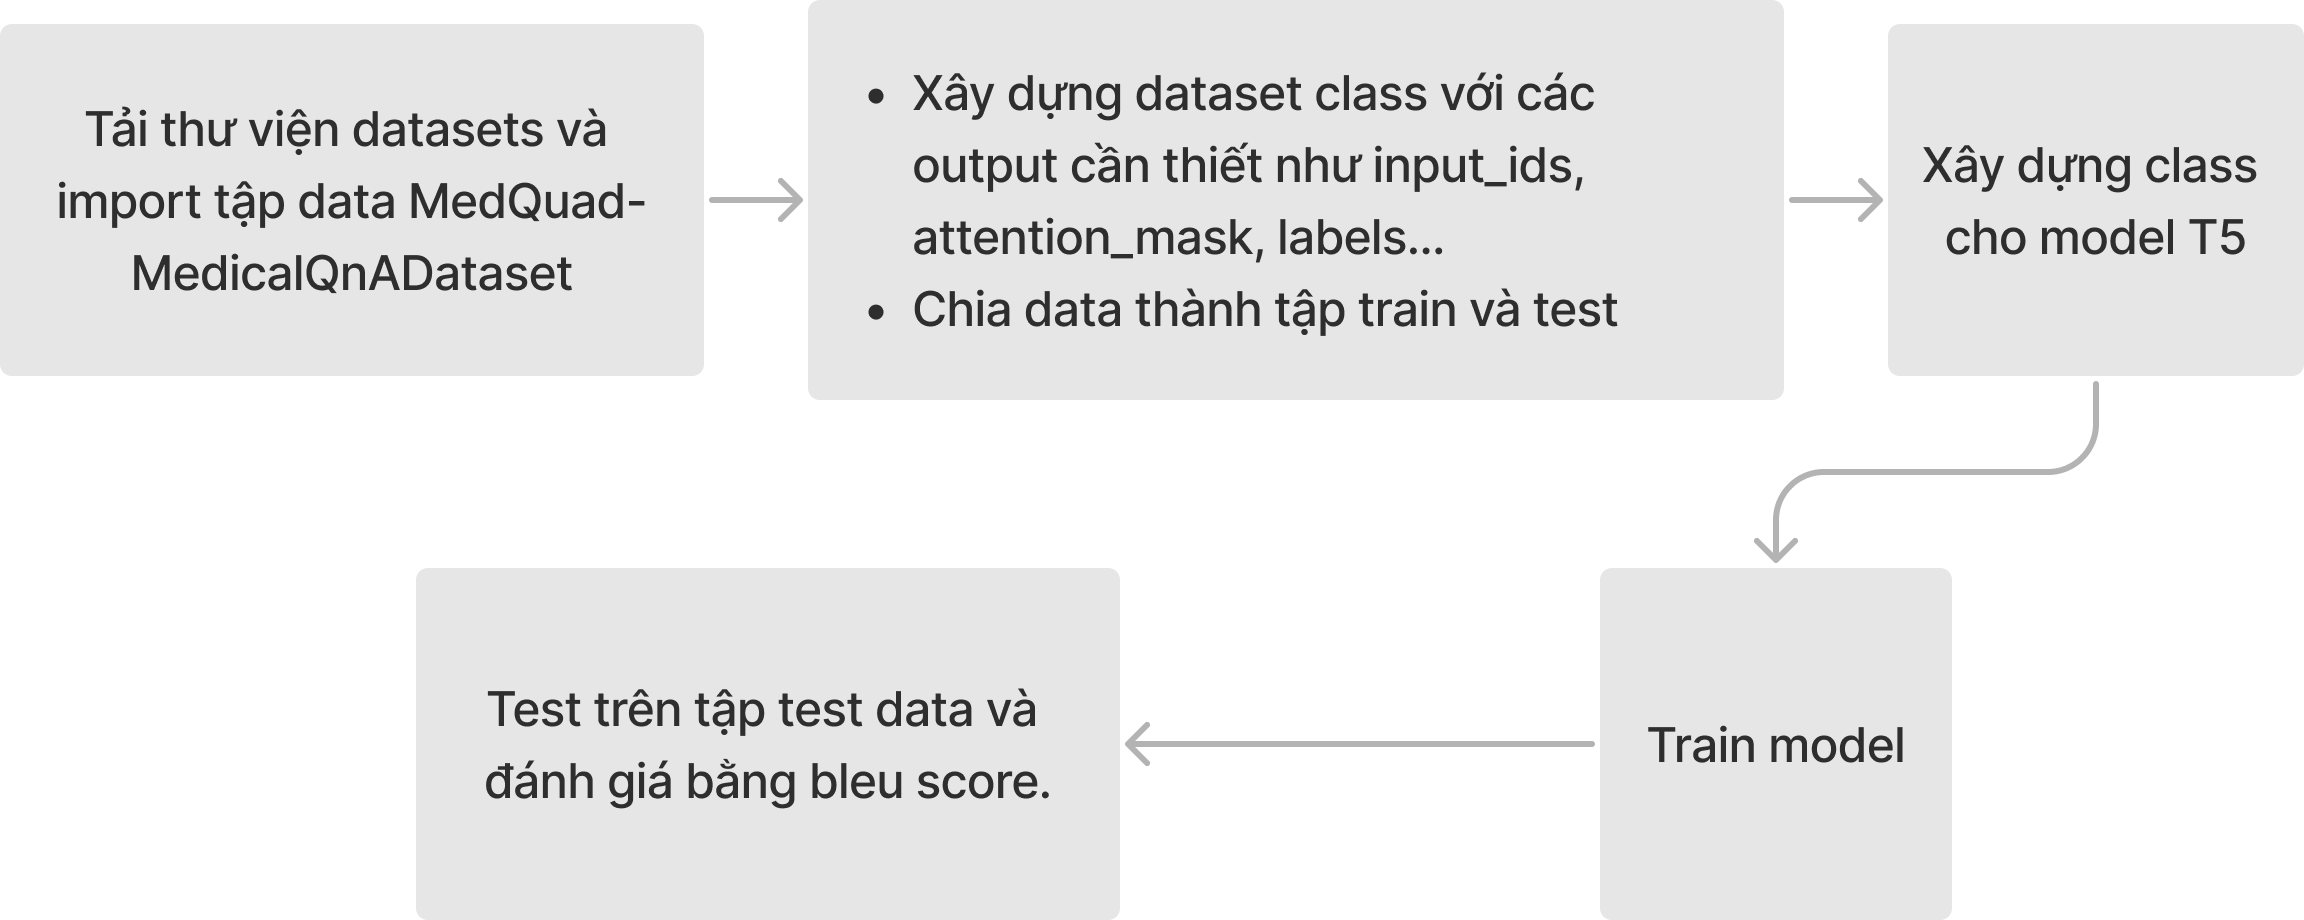 Tải thư viện datasets và
import tập data MedQuad-
MedicalQnADataset
• Xây dựng dataset class với các
output cần thiết như input_ids,
attention_mask, labels...
• Chia data thành tập train và test
Xây dựng class
cho model T5
Train model
Test trên tập test data và
đánh giá bằng bleu score.